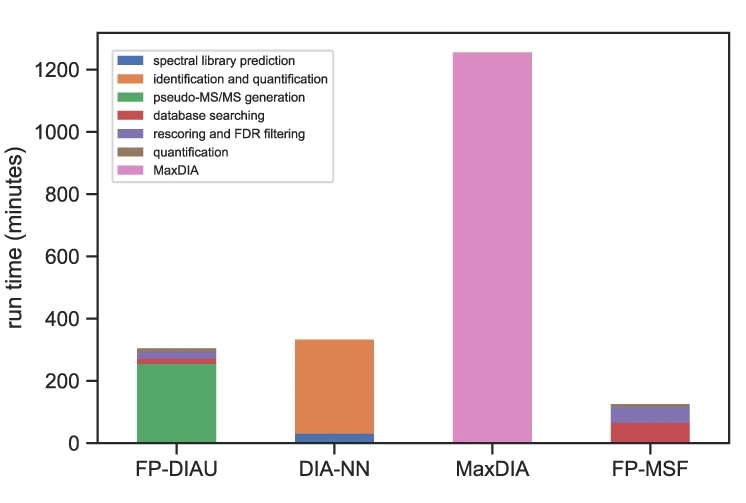 spectral library prediction
identification and quantification
pseudo-MS/MS generation
database searching
rescoring and FDR filtering
quantification
MaxDIA
run time (minutes)
1200
1000
800
600
400
200
0
FP-DIAU DIA-NN MaxDIA FP-MSF